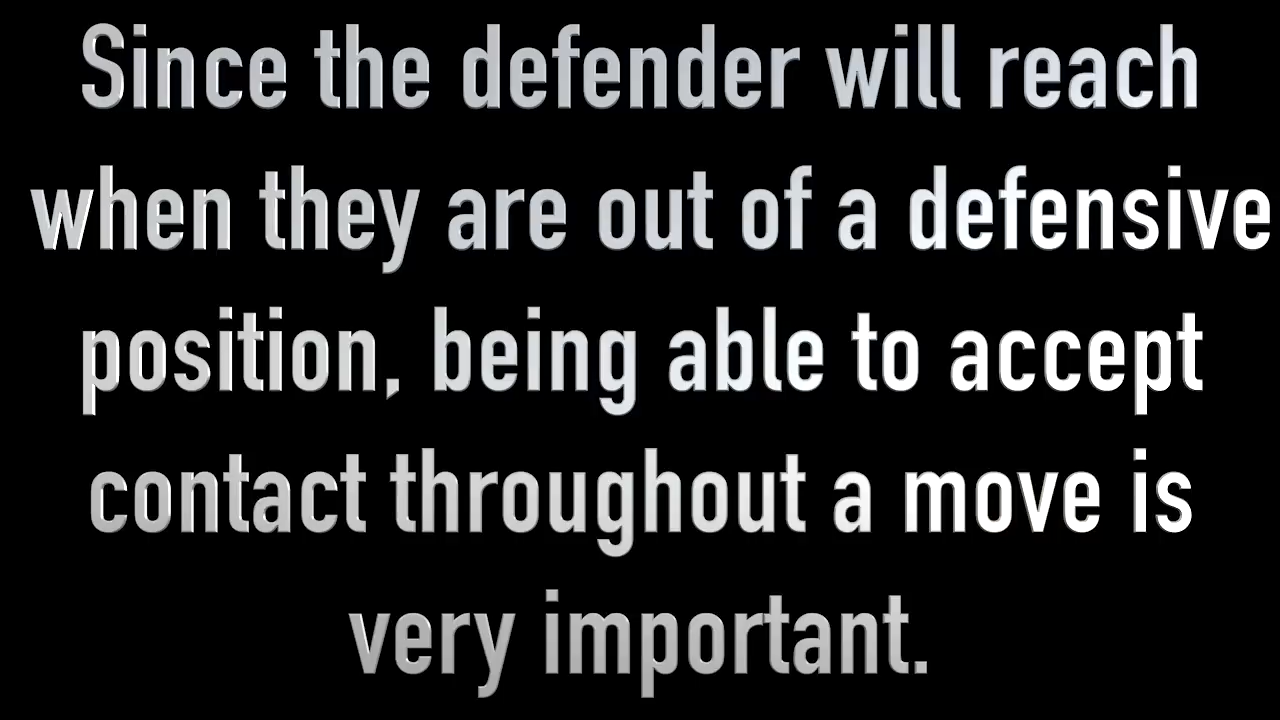 Since the defender will reach
when they are out of a defensive
position, being able to accept
contact throughout a move is
very important.